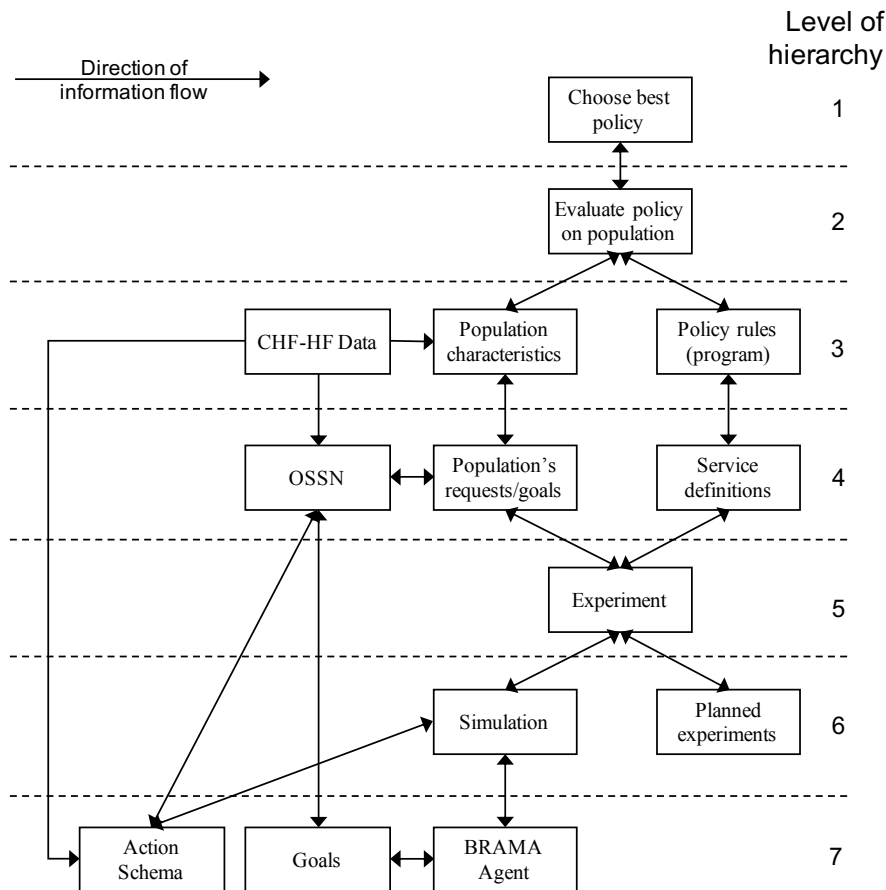 Level of
hierarchy
Direction of
information flow
Choose best
policy
1
Evaluate policy
on population
2
CHF-HF Data
Population
characteristics
Policy rules
(program)
3
OSSN
Population’s
requests/goals
Service
definitions
4
Experiment
5
Simulation
Planned
experiments
6
Action
Schema
Goals
BRAMA
Agent
7